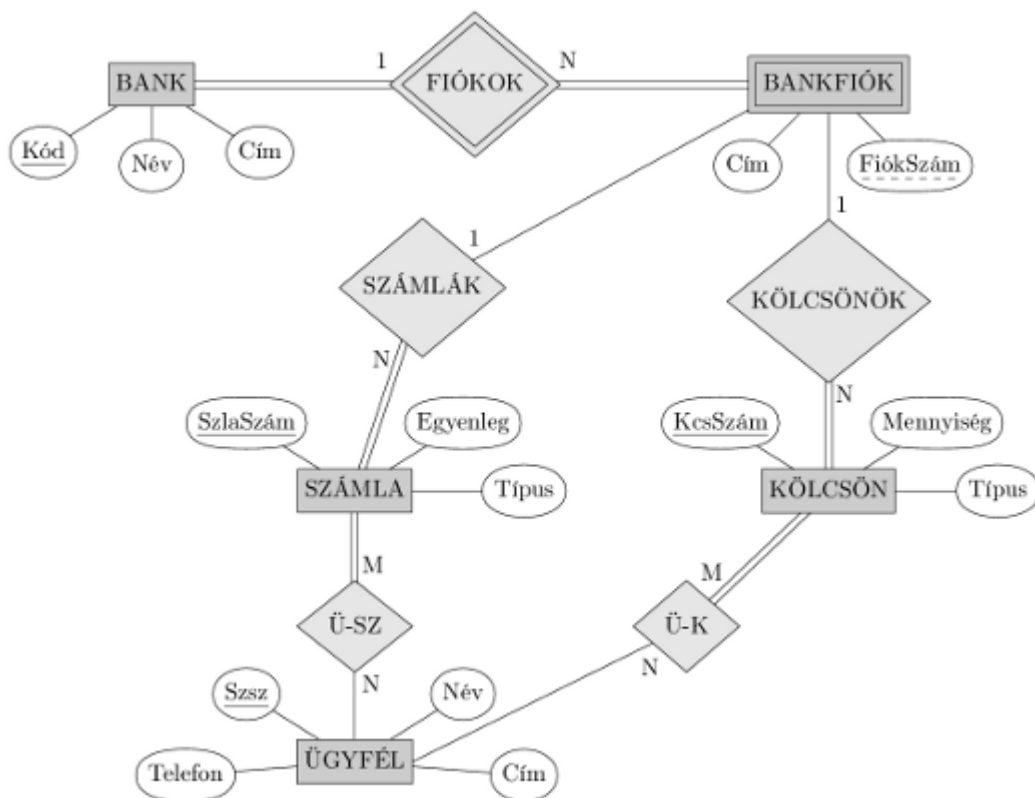 1
N
BANK
FIÓKOK
BANKFIÓK
Kód
Név
Cím
Cím
FiókSzám
1
1
SZÁMLÁK
KÖLCSÖNÖK
N
N
SzlaSzám
Egyenleg
KcsSzám
Mennyiség
SZÁMLA
Típus
KÖLCSÖN
Típus
M
M
Ü-SZ
Ü-K
N
N
Szsz
Név
Telefon
ÜGYFÉL
Cím